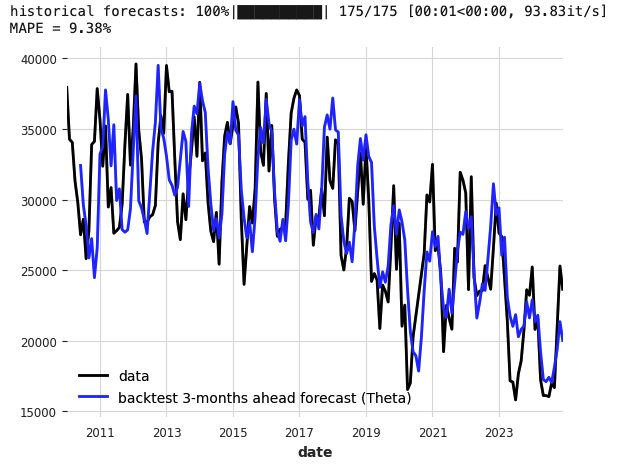 historical forecasts: 100%|██████████| 175/175 [00:01<00:00, 93.83it/s]
MAPE = 9.38%
40000
35000
30000
25000
20000
15000
data
backtest 3-months ahead forecast (Theta)
2011 2013 2015 2017 2019 2021 2023
date